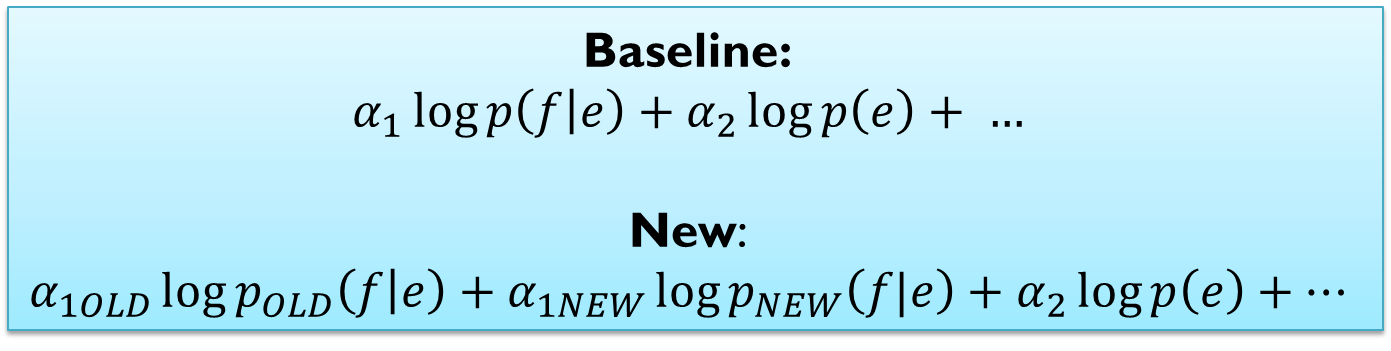 Baseline:
𝛼₁ log 𝑝(𝑓|𝑒) + 𝛼₂ log 𝑝(𝑒) + …
New:
𝛼₁𝑂𝐿𝐷 log 𝑝𝑂𝐿𝐷(𝑓|𝑒) + 𝛼₁𝑁𝐸𝑊 log 𝑝𝑁𝐸𝑊(𝑓|𝑒) + 𝛼₂ log 𝑝(𝑒) + ⋯